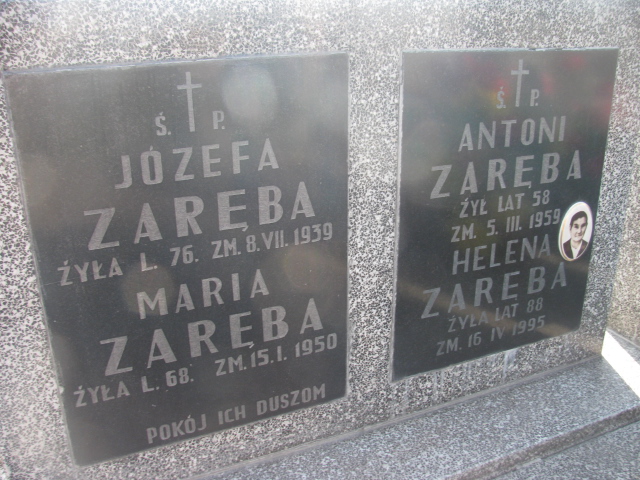 Ś. P.
JÓZEFA
ZARĘBA
ŻYŁA L. 76. ZM. 8. VII. 1939
MARIA
ZARĘBA
ŻYŁA L. 68. ZM. 15. I. 1950
POKÓJ ICH DUSZOM
Ś. P.
ANTONI
ZARĘBA
ŻYŁ LAT 58
ZM. 5. III. 1959
HELENA
ZARĘBA
ŻYŁA LAT 88
ZM. 16 IV 1995